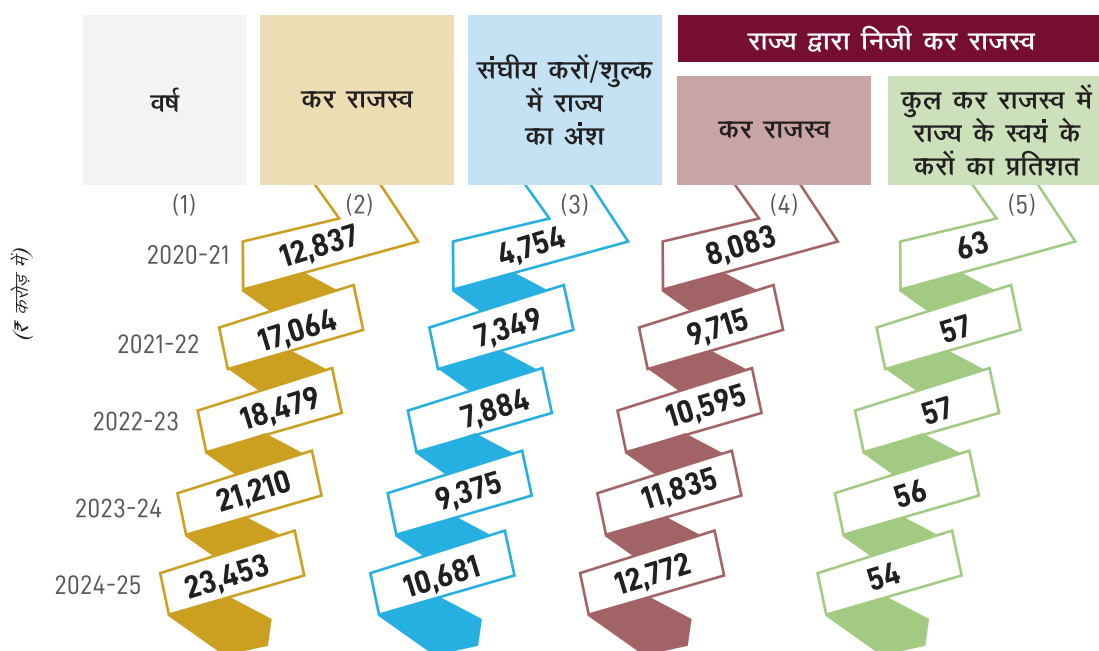 राज्य द्वारा निजी कर राजस्व
वर्ष
कर राजस्व
संघीय करों/शुल्क
में राज्य
का अंश
कर राजस्व
कुल कर राजस्व में
राज्य के स्वयं के
करों का प्रतिशत
(1) (2) (3) (4) (5)
(₹ करोड़ में)
2020-21 12,837 4,754 8,083 63
2021-22 17,064 7,349 9,715 57
2022-23 18,479 7,884 10,595 57
2023-24 21,210 9,375 11,835 56
2024-25 23,453 10,681 12,772 54